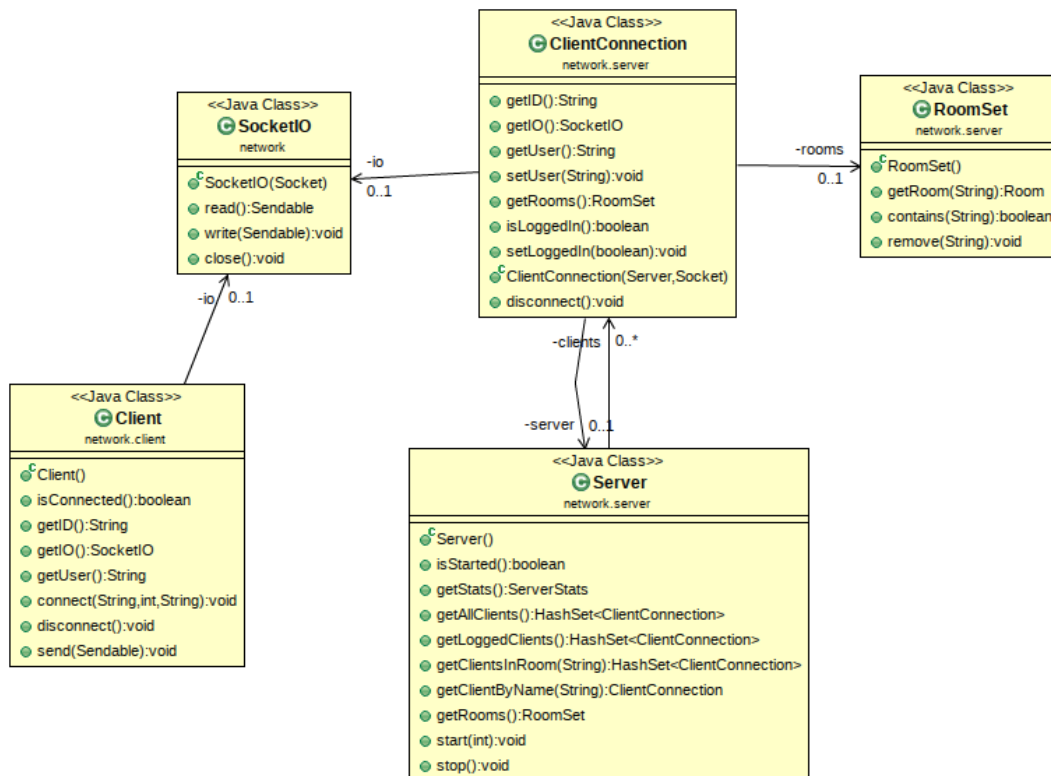 <<Java Class>>
ClientConnection
network.server
getID():String
getIO():SocketIO
getUser():String
setUser(String):void
getRooms():RoomSet
isLoggedIn():boolean
setLoggedIn(boolean):void
ClientConnection(Server,Socket)
disconnect():void
<<Java Class>>
SocketIO
network
SocketIO(Socket)
read():Sendable
write(Sendable):void
close():void
-io
0..1
<<Java Class>>
RoomSet
network.server
RoomSet()
getRoom(String):Room
contains(String):boolean
remove(String):void
-rooms
0..1
-io 0..1
-clients 0..*
-server 0..1
<<Java Class>>
Client
network.client
Client()
isConnected():boolean
getID():String
getIO():SocketIO
getUser():String
connect(String,int,String):void
disconnect():void
send(Sendable):void
<<Java Class>>
Server
network.server
Server()
isStarted():boolean
getStats():ServerStats
getAllClients():HashSet<ClientConnection>
getLoggedClients():HashSet<ClientConnection>
getClientsInRoom(String):HashSet<ClientConnection>
getClientByName(String):ClientConnection
getRooms():RoomSet
start(int):void
stop():void